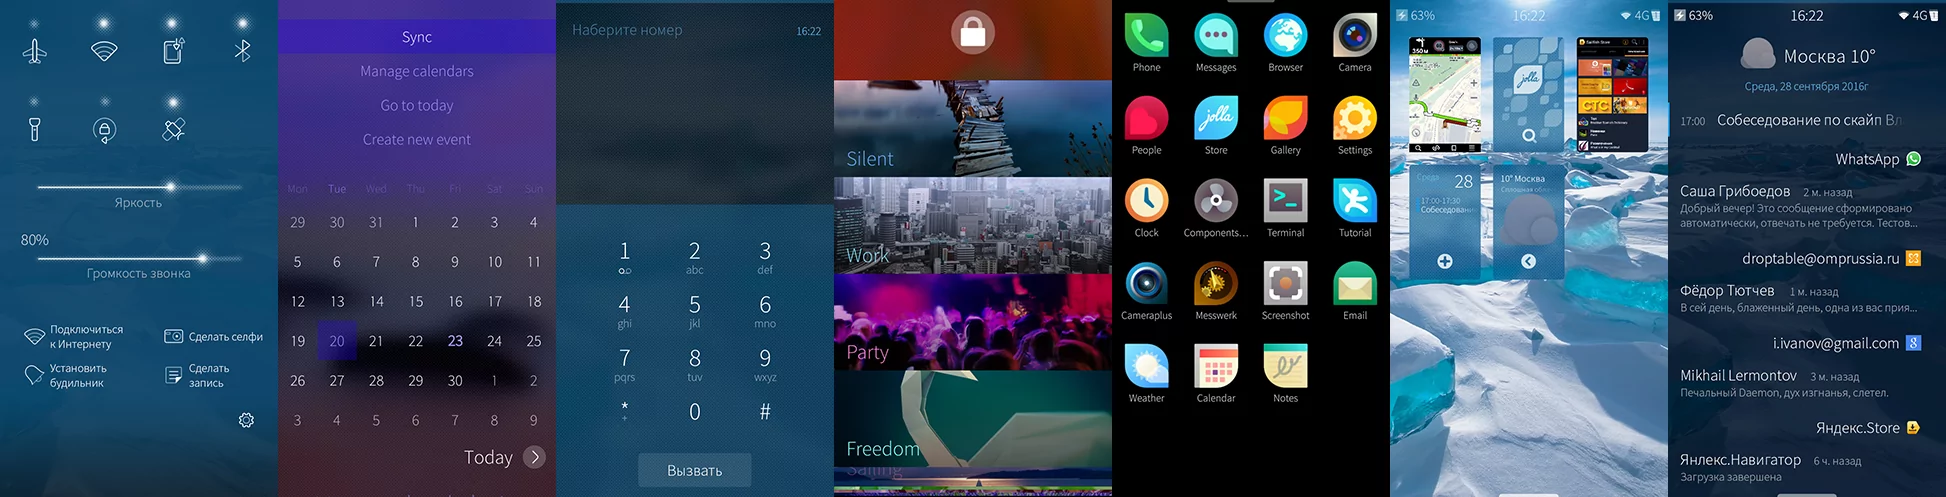 80%
Яркость
Громкость звонка
Подключиться
к Интернету
Сделать селфи
Установить
будильник
Сделать
запись
Sync
Manage calendars
Go to today
Create new event
Mon Tue Wed Thu Fri Sat Sun
29 30 31 1 2 3 4
5 6 7 8 9 10 11
12 13 14 15 16 17 18
19 20 21 22 23 24 25
26 27 28 29 30 1 2
3 4 5 6 7 8 9
Today
Наберите номер 16:22
1 2 3
abc def
4 5 6
ghi jkl mno
7 8 9
pqrs tuv wxyz
* 0 #
+
Вызвать
Silent
Work
Party
Freedom
Sailing
Phone Messages Browser Camera
jolla
People Store Gallery Settings
Clock Components... Terminal Tutorial
Cameraplus Messwerk Screenshot Email
Weather Calendar Notes
63% 16:22 4G
350 м
jolla
СТС
Среда 28
17:00-17:30
Собеседован
10° Москва
Сплошная обл
63% 16:22 4G
Москва 10°
Среда, 28 сентября 2016г
17:00 Собеседование по скайп Вл
WhatsApp
Саша Грибоедов 2 м. назад
Добрый вечер! Это сообщение сформировано
автоматически, отвечать не требуется. Тестов...
droptable@omprussia.ru
Фёдор Тютчев 1 м. назад
В сей день, блаженный день, одна из вас прия...
i.ivanov@gmail.com
Mikhail Lermontov 3 м. назад
Печальный Daemon, дух изгнанья, слетел.
Яндекс.Store
Янлекс.Навигатор 6 ч. назад
Загрузка завершена